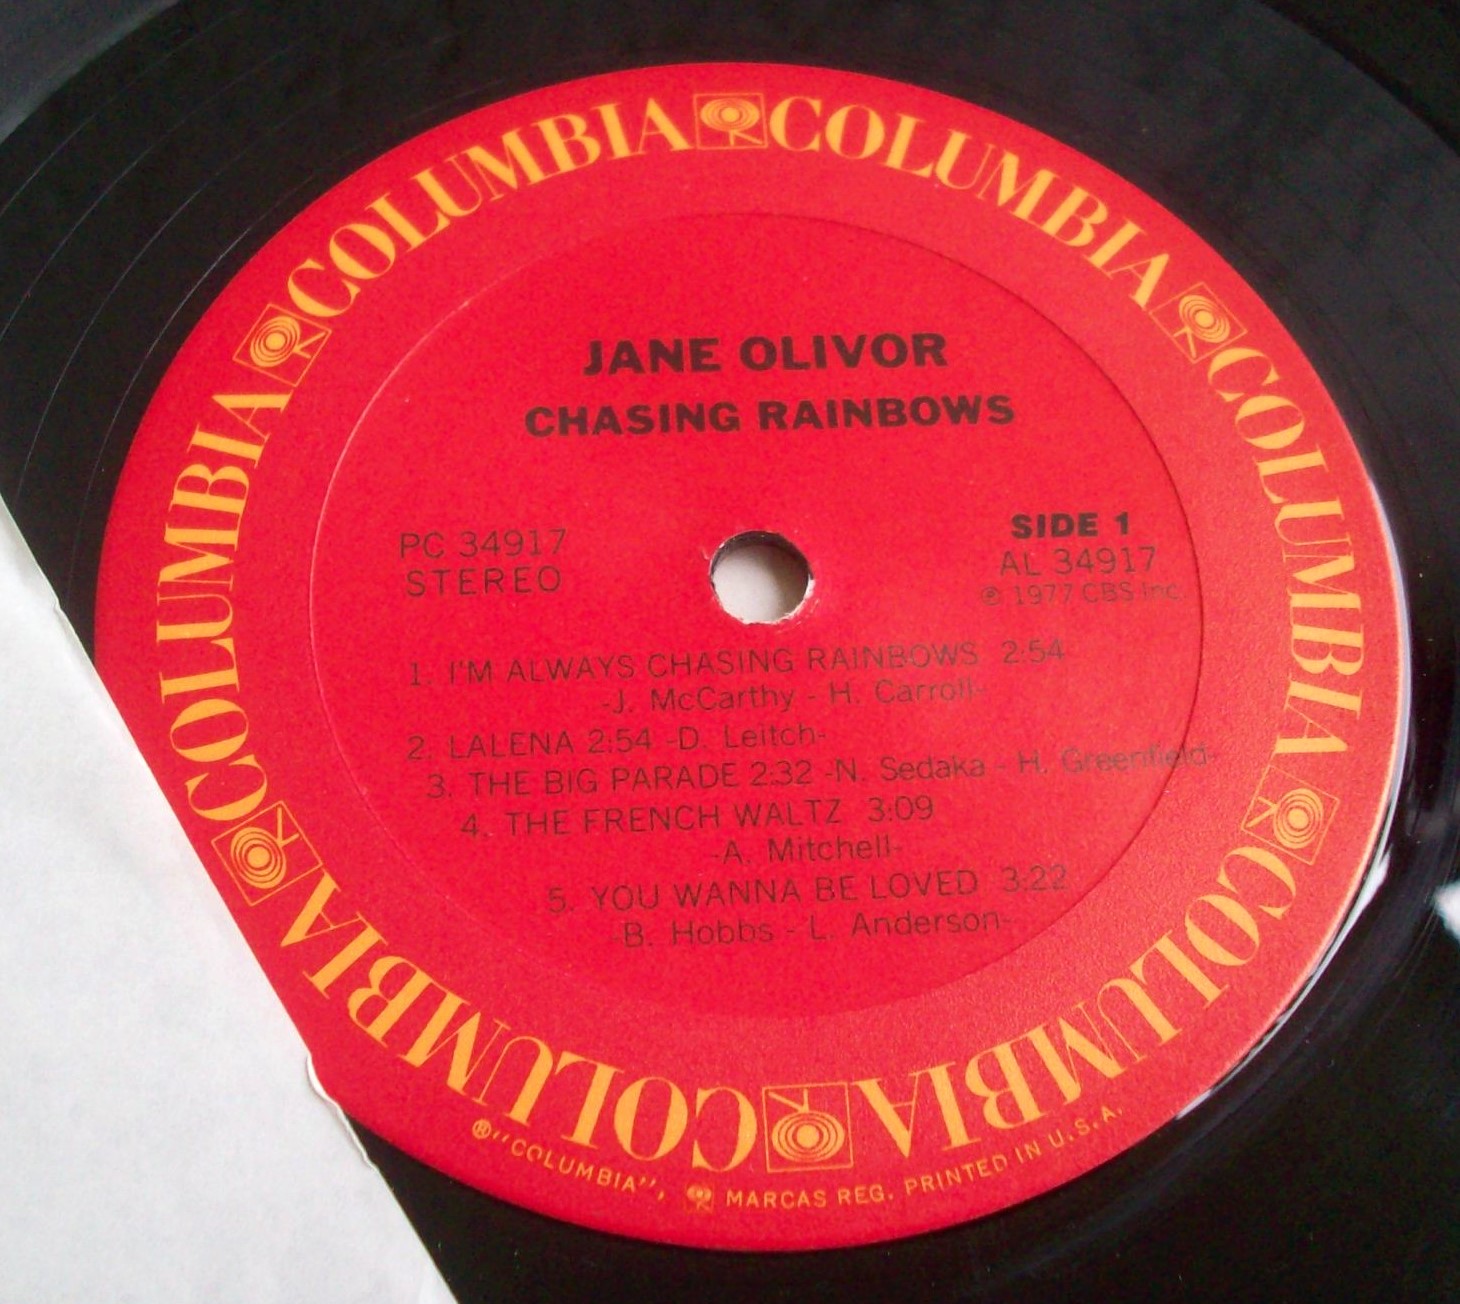 COLUMBIA COLUMBIA COLUMBIA COLUMBIA COLUMBIA COLUMBIA
JANE OLIVOR
CHASING RAINBOWS
PC 34917
STEREO
SIDE 1
AL 34917
℗ 1977 CBS Inc.
1. I'M ALWAYS CHASING RAINBOWS 2:54
-J. McCarthy - H. Carroll-
2. LALENA 2:54 -D. Leitch-
3. THE BIG PARADE 2:32 -N. Sedaka - H. Greenfield-
4. THE FRENCH WALTZ 3:09
-A. Mitchell-
5. YOU WANNA BE LOVED 3:22
-B. Hobbs - L. Anderson-
®"COLUMBIA", MARCAS REG. PRINTED IN U.S.A.